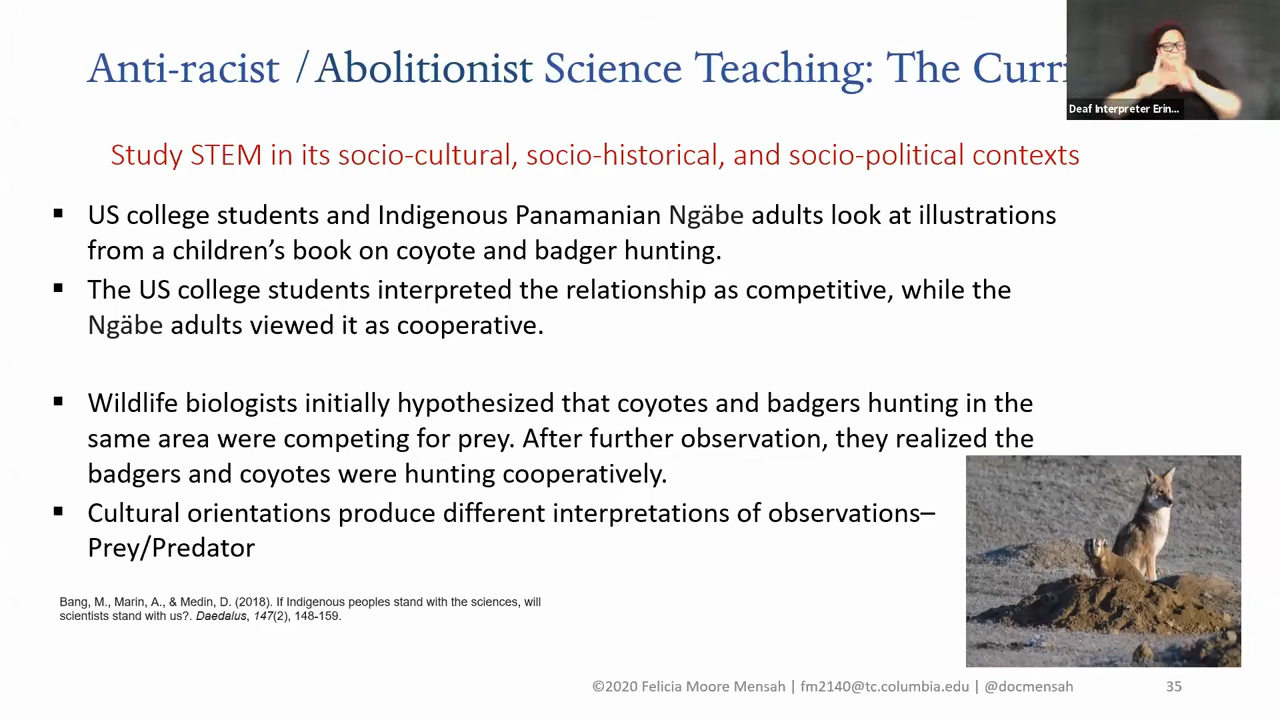 Anti-racist / Abolitionist Science Teaching: The Curri
Deaf Interpreter Erin...
Study STEM in its socio-cultural, socio-historical, and socio-political contexts
▪ US college students and Indigenous Panamanian Ngäbe adults look at illustrations
from a children’s book on coyote and badger hunting.
▪ The US college students interpreted the relationship as competitive, while the
Ngäbe adults viewed it as cooperative.
▪ Wildlife biologists initially hypothesized that coyotes and badgers hunting in the
same area were competing for prey. After further observation, they realized the
badgers and coyotes were hunting cooperatively.
▪ Cultural orientations produce different interpretations of observations–
Prey/Predator
Bang, M., Marin, A., & Medin, D. (2018). If Indigenous peoples stand with the sciences, will
scientists stand with us?. Daedalus, 147(2), 148-159.
©2020 Felicia Moore Mensah | fm2140@tc.columbia.edu | @docmensah
35